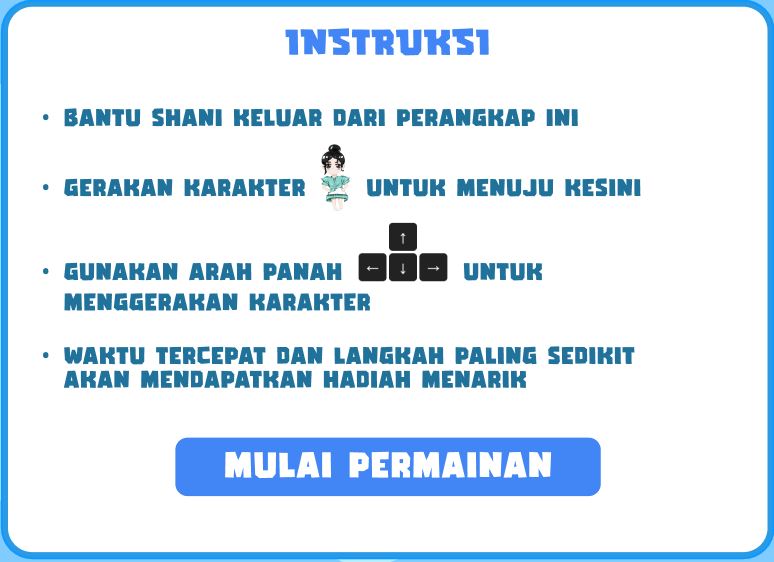 INSTRUKSI
• BANTU SHANI KELUAR DARI PERANGKAP INI
• GERAKAN KARAKTER UNTUK MENUJU KESINI
↑
• GUNAKAN ARAH PANAH ← ↓ → UNTUK
MENGGERAKAN KARAKTER
• WAKTU TERCEPAT DAN LANGKAH PALING SEDIKIT
AKAN MENDAPATKAN HADIAH MENARIK
MULAI PERMAINAN